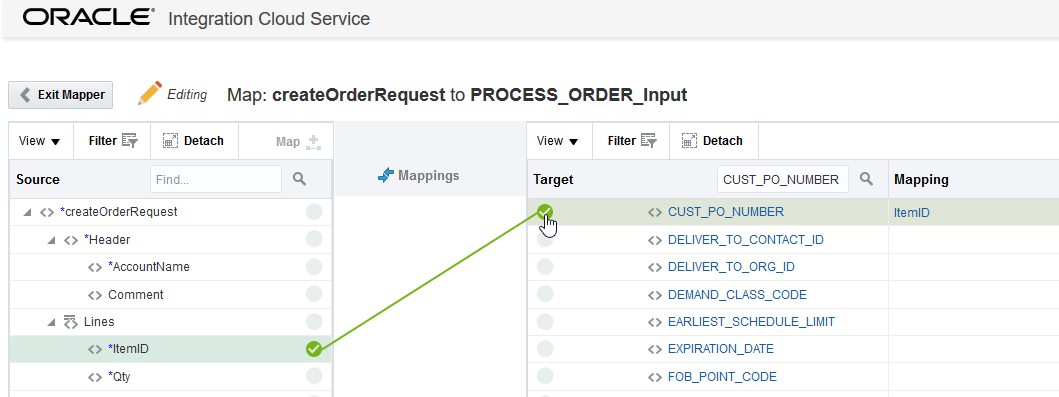 ORACLE® Integration Cloud Service
Exit Mapper Editing Map: createOrderRequest to PROCESS_ORDER_Input
View Filter Detach Map Mappings View Filter Detach
Source Find... Target CUST_PO_NUMBER Mapping
*createOrderRequest CUST_PO_NUMBER ItemID
*Header DELIVER_TO_CONTACT_ID
*AccountName DELIVER_TO_ORG_ID
Comment DEMAND_CLASS_CODE
Lines EARLIEST_SCHEDULE_LIMIT
*ItemID EXPIRATION_DATE
*Qty FOB_POINT_CODE